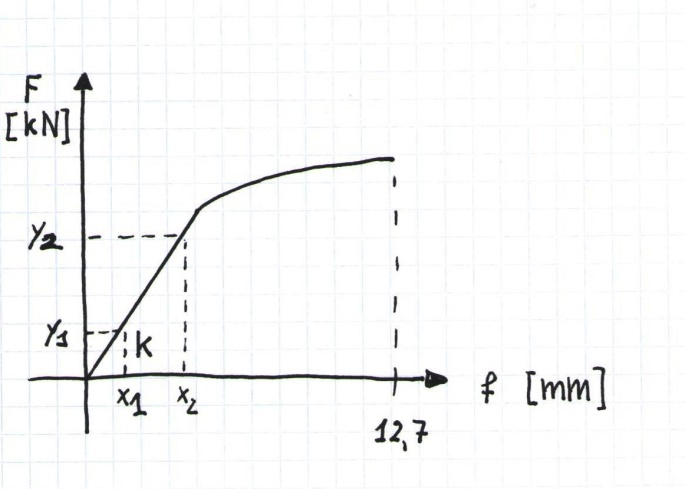 F
[kN]
y2
y1
k
x1 x2
f [mm]
12,7